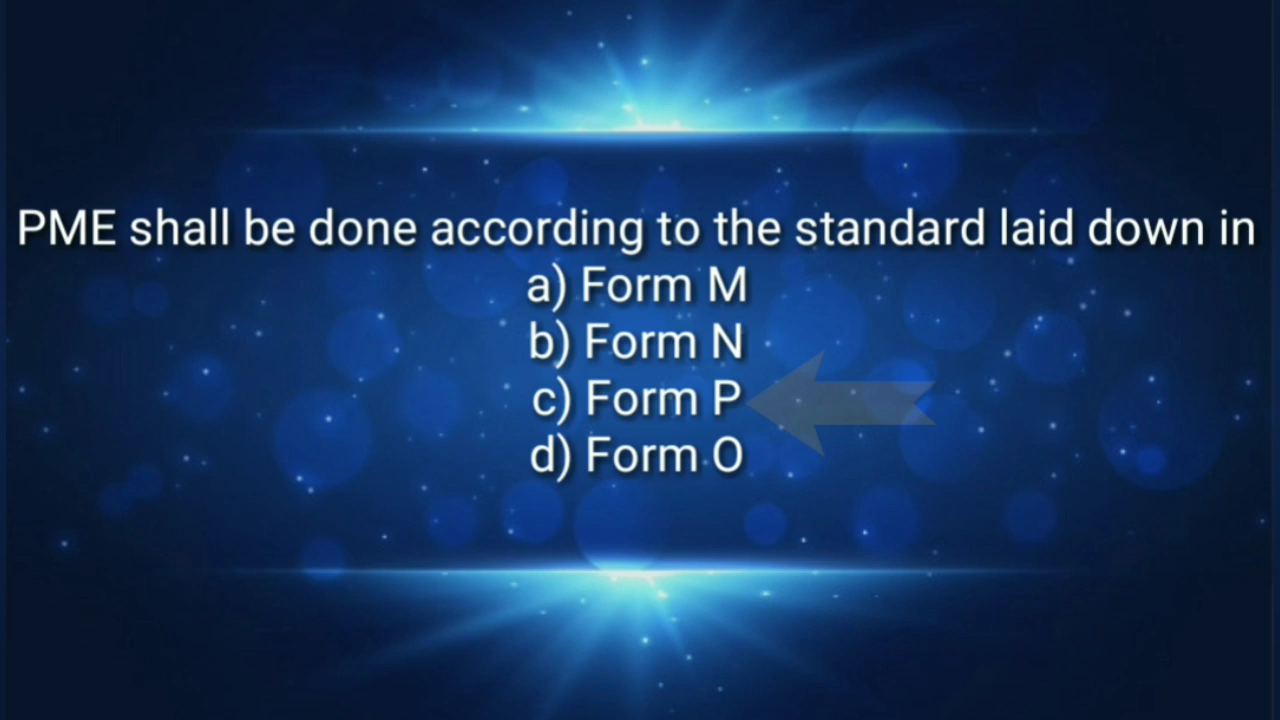 PME shall be done according to the standard laid down in
a) Form M
b) Form N
c) Form P
d) Form O